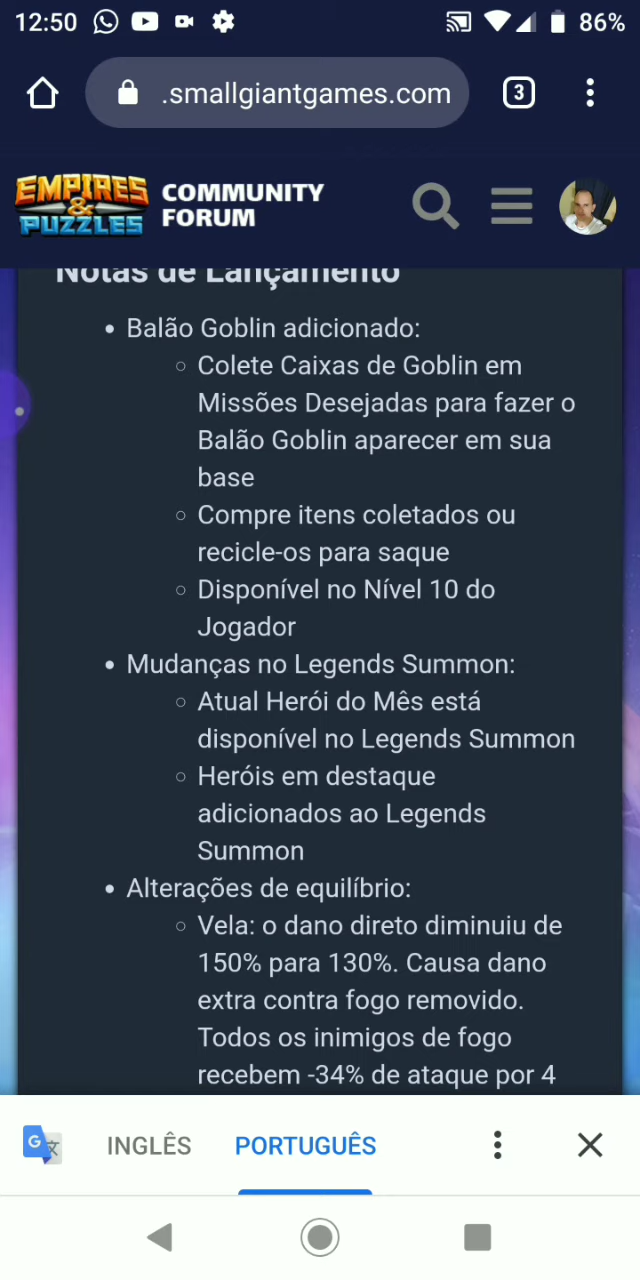 12:50
86%
.smallgiantgames.com
3
EMPIRES
&
PUZZLES
COMMUNITY
FORUM
Notas de Lançamento
• Balão Goblin adicionado:
○ Colete Caixas de Goblin em
Missões Desejadas para fazer o
Balão Goblin aparecer em sua
base
○ Compre itens coletados ou
recicle-os para saque
○ Disponível no Nível 10 do
Jogador
• Mudanças no Legends Summon:
○ Atual Herói do Mês está
disponível no Legends Summon
○ Heróis em destaque
adicionados ao Legends
Summon
• Alterações de equilíbrio:
○ Vela: o dano direto diminuiu de
150% para 130%. Causa dano
extra contra fogo removido.
Todos os inimigos de fogo
recebem -34% de ataque por 4
G
INGLÊS
PORTUGUÊS